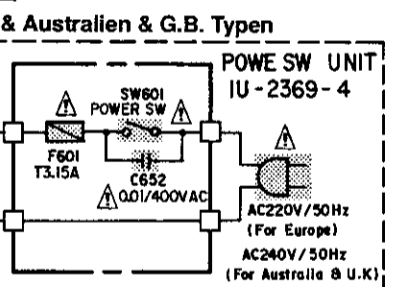 & Australien & G.B. Typen
POWE SW UNIT
IU-2369-4
SW601
POWER SW
F601
T3.15A
C652
0.01/400VAC
AC220V/50Hz
(For Europe)
AC240V/50Hz
(For Australia & U.K)